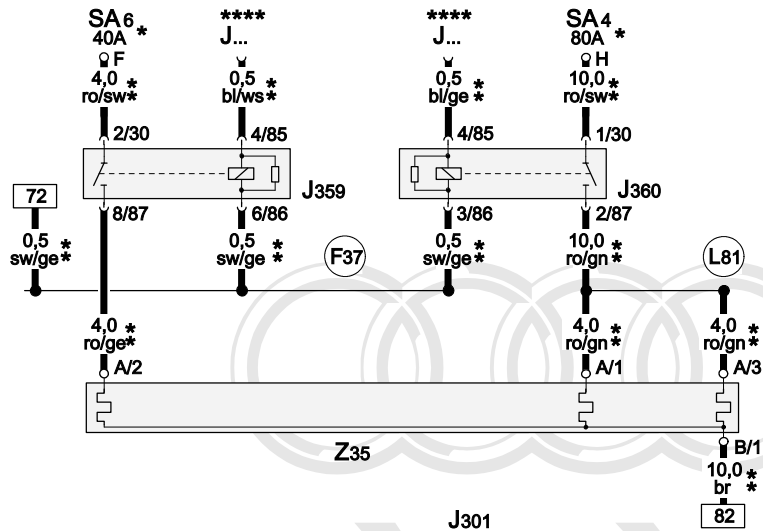 SA6 **** **** SA4
40A * J... J... 80A *
F H
4,0 0,5 0,5 10,0
ro/sw ** bl/ws ** bl/ge ** ro/sw **
2/30 4/85 4/85 1/30
J359 J360
72
8/87 6/86 3/86 2/87
0,5 0,5 0,5 10,0
sw/ge ** sw/ge ** F37 sw/ge ** ro/gn ** L81
4,0 4,0 4,0
ro/ge ** ro/gn ** ro/gn **
A/2 A/1 A/3
Z35
B/1
10,0
br **
J301 82